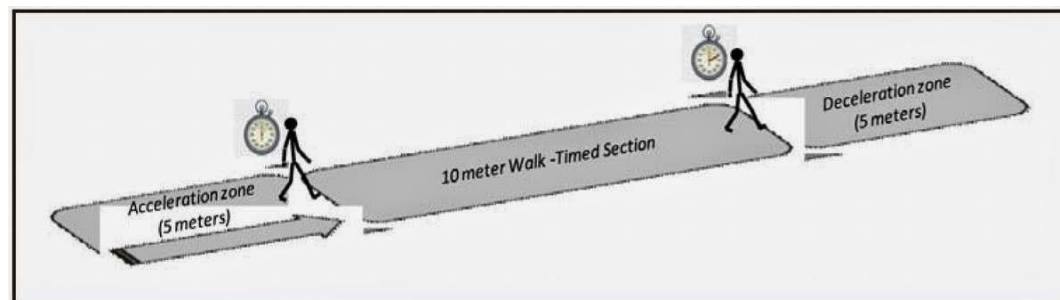 Acceleration zone
(5 meters)
10 meter Walk -Timed Section
Deceleration zone
(5 meters)